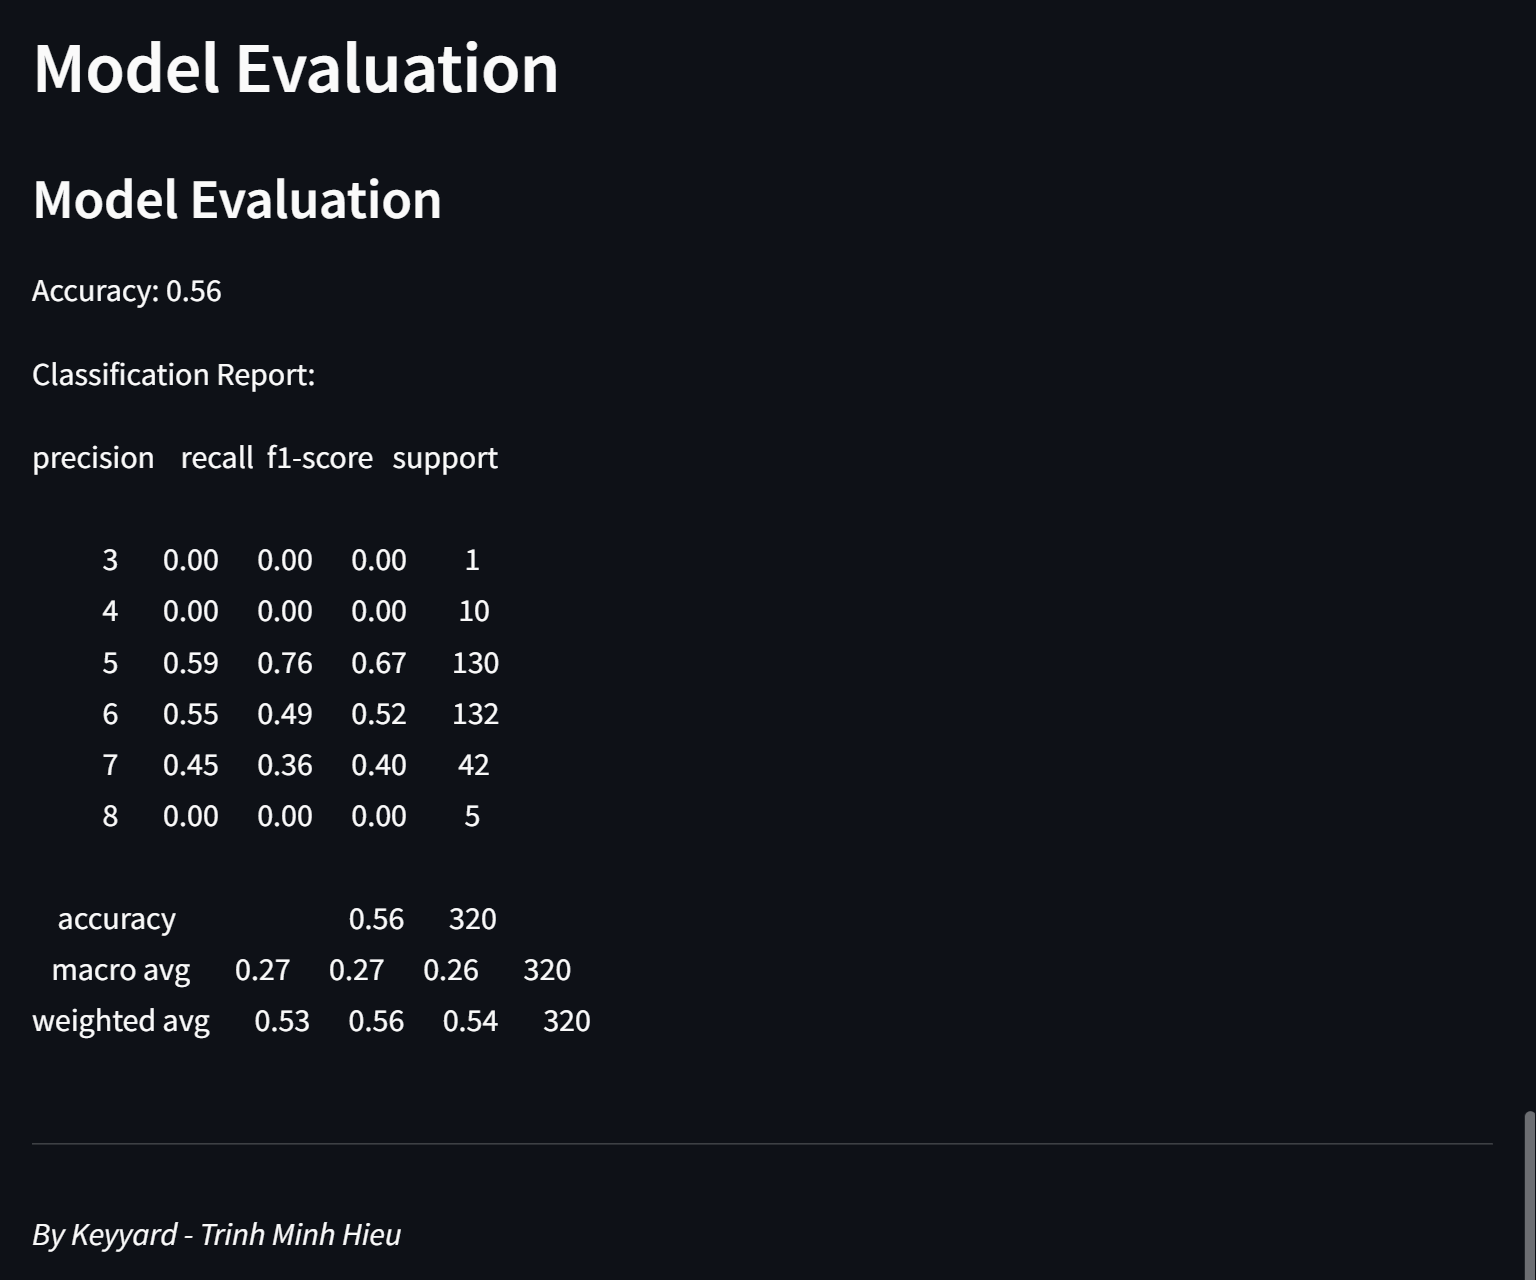 Model Evaluation
Model Evaluation
Accuracy: 0.56
Classification Report:
precision recall f1-score support
3 0.00 0.00 0.00 1
4 0.00 0.00 0.00 10
5 0.59 0.76 0.67 130
6 0.55 0.49 0.52 132
7 0.45 0.36 0.40 42
8 0.00 0.00 0.00 5
accuracy 0.56 320
macro avg 0.27 0.27 0.26 320
weighted avg 0.53 0.56 0.54 320
By Keyyard - Trinh Minh Hieu